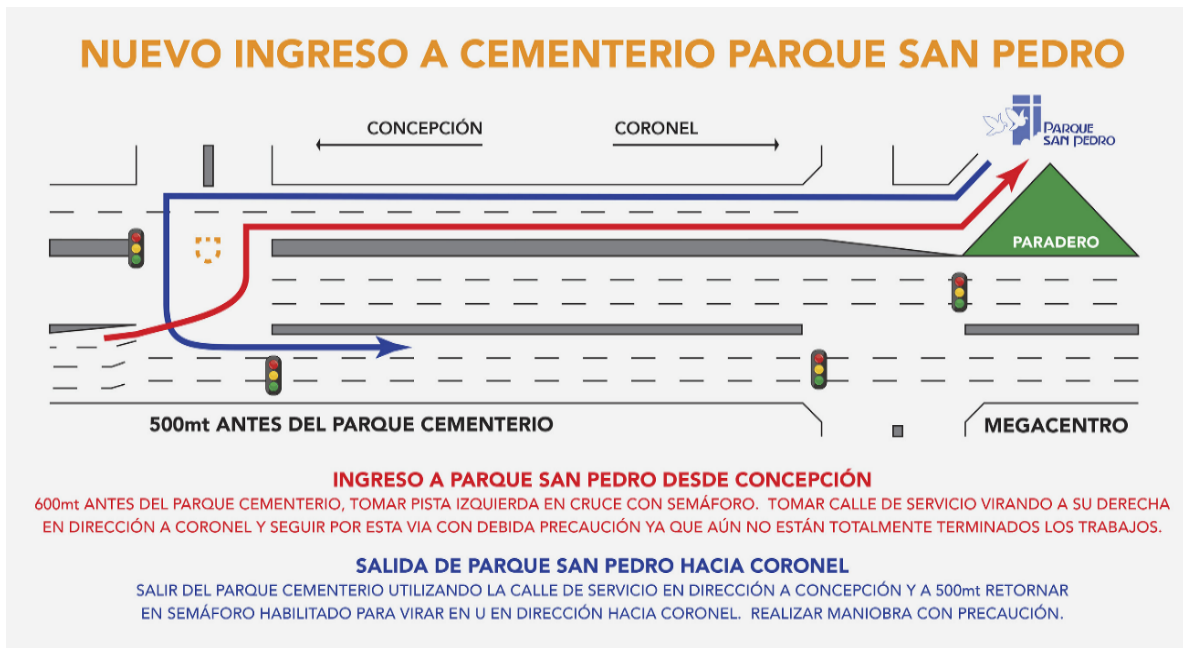 NUEVO INGRESO A CEMENTERIO PARQUE SAN PEDRO
CONCEPCIÓN
CORONEL
PARQUE
SAN PEDRO
PARADERO
500mt ANTES DEL PARQUE CEMENTERIO
MEGACENTRO
INGRESO A PARQUE SAN PEDRO DESDE CONCEPCIÓN
600mt ANTES DEL PARQUE CEMENTERIO, TOMAR PISTA IZQUIERDA EN CRUCE CON SEMÁFORO. TOMAR CALLE DE SERVICIO VIRANDO A SU DERECHA
EN DIRECCIÓN A CORONEL Y SEGUIR POR ESTA VIA CON DEBIDA PRECAUCIÓN YA QUE AÚN NO ESTÁN TOTALMENTE TERMINADOS LOS TRABAJOS.
SALIDA DE PARQUE SAN PEDRO HACIA CORONEL
SALIR DEL PARQUE CEMENTERIO UTILIZANDO LA CALLE DE SERVICIO EN DIRECCIÓN A CONCEPCIÓN Y A 500mt RETORNAR
EN SEMÁFORO HABILITADO PARA VIRAR EN U EN DIRECCIÓN HACIA CORONEL. REALIZAR MANIOBRA CON PRECAUCIÓN.